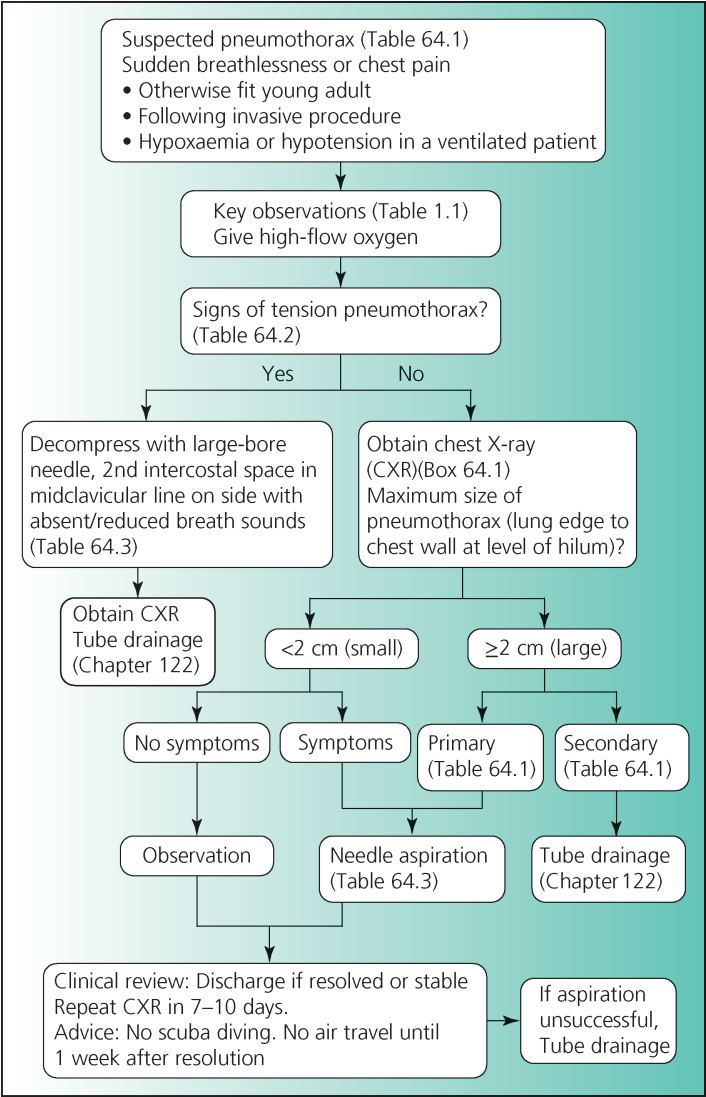 Suspected pneumothorax (Table 64.1)
Sudden breathlessness or chest pain
• Otherwise fit young adult
• Following invasive procedure
• Hypoxaemia or hypotension in a ventilated patient
Key observations (Table 1.1)
Give high-flow oxygen
Signs of tension pneumothorax?
(Table 64.2)
Yes
No
Decompress with large-bore
needle, 2nd intercostal space in
midclavicular line on side with
absent/reduced breath sounds
(Table 64.3)
Obtain chest X-ray
(CXR)(Box 64.1)
Maximum size of
pneumothorax (lung edge to
chest wall at level of hilum)?
Obtain CXR
Tube drainage
(Chapter 122)
<2 cm (small)
≥2 cm (large)
No symptoms
Symptoms
Primary
(Table 64.1)
Secondary
(Table 64.1)
Observation
Needle aspiration
(Table 64.3)
Tube drainage
(Chapter 122)
Clinical review: Discharge if resolved or stable
Repeat CXR in 7–10 days.
Advice: No scuba diving. No air travel until
1 week after resolution
If aspiration
unsuccessful,
Tube drainage